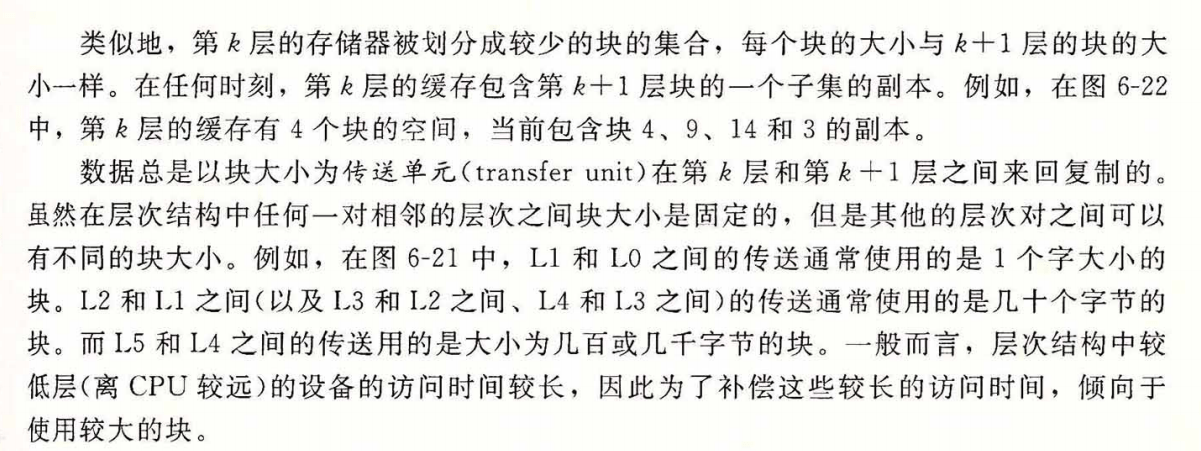 类似地，第 k 层的存储器被划分成较少的块的集合，每个块的大小与 k+1 层的块的大
小一样。在任何时刻，第 k 层的缓存包含第 k+1 层块的一个子集的副本。例如，在图 6-22
中，第 k 层的缓存有 4 个块的空间，当前包含块 4、9、14 和 3 的副本。
数据总是以块大小为传送单元(transfer unit)在第 k 层和第 k+1 层之间来回复制的。
虽然在层次结构中任何一对相邻的层次之间块大小是固定的，但是其他的层次对之间可以
有不同的块大小。例如，在图 6-21 中，L1 和 L0 之间的传送通常使用的是 1 个字大小的
块。L2 和 L1 之间(以及 L3 和 L2 之间、L4 和 L3 之间)的传送通常使用的是几十个字节的
块。而 L5 和 L4 之间的传送用的是大小为几百或几千字节的块。一般而言，层次结构中较
低层(离 CPU 较远)的设备的访问时间较长，因此为了补偿这些较长的访问时间，倾向于
使用较大的块。